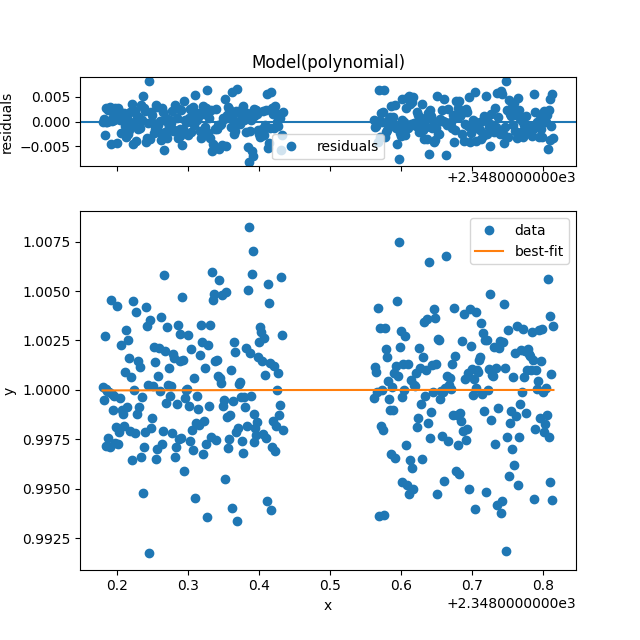 Model(polynomial)
0.005
0.000
−0.005
residuals
residuals
+2.3480000000e3
1.0075
1.0050
1.0025
1.0000
0.9975
0.9950
0.9925
y
data
best-fit
0.2 0.3 0.4 0.5 0.6 0.7 0.8
x
+2.3480000000e3